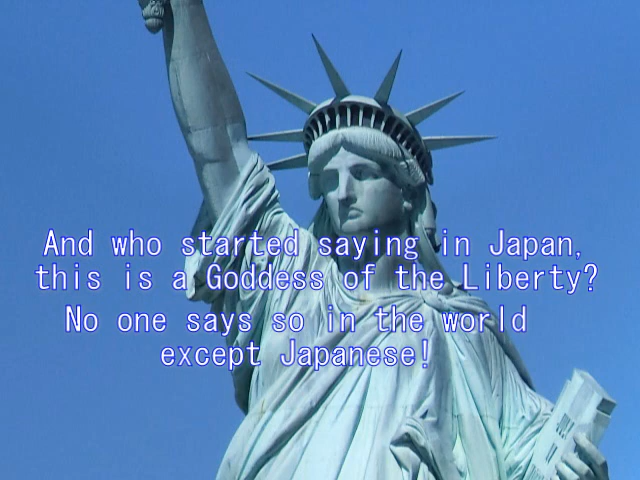 And who started saying in Japan,
this is a Goddess of the Liberty?
No one says so in the world
except Japanese!